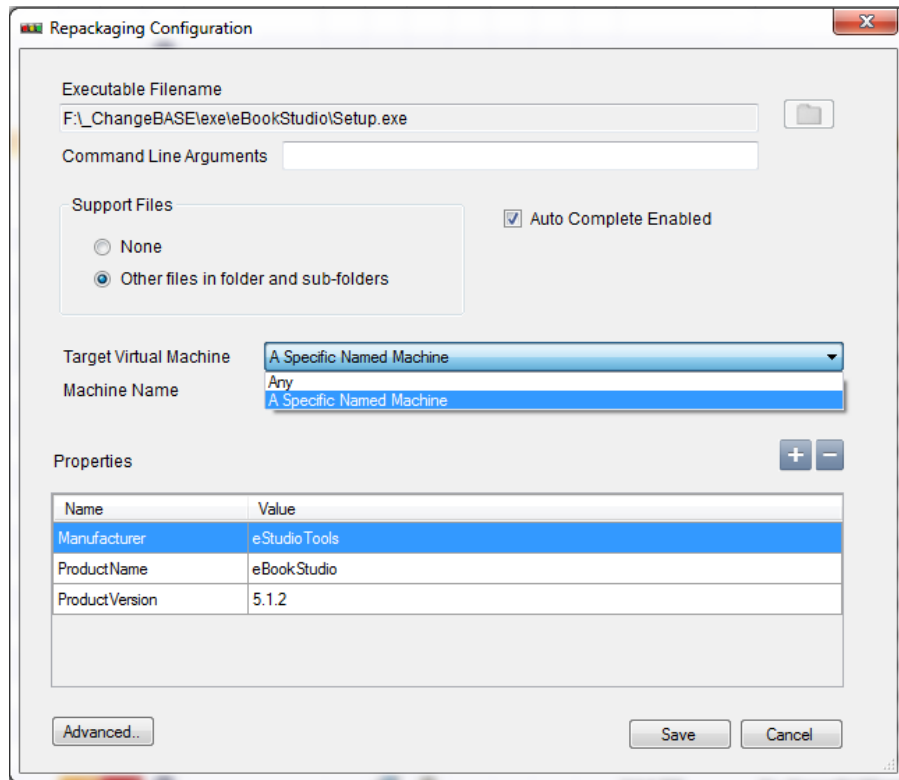 Repackaging Configuration
Executable Filename
F:\_ChangeBASE\exe\eBookStudio\Setup.exe
Command Line Arguments
Support Files
Auto Complete Enabled
None
Other files in folder and sub-folders
Target Virtual Machine A Specific Named Machine
Any
Machine Name A Specific Named Machine
Properties
Name Value
Manufacturer eStudioTools
ProductName eBookStudio
ProductVersion 5.1.2
Advanced.. Save Cancel